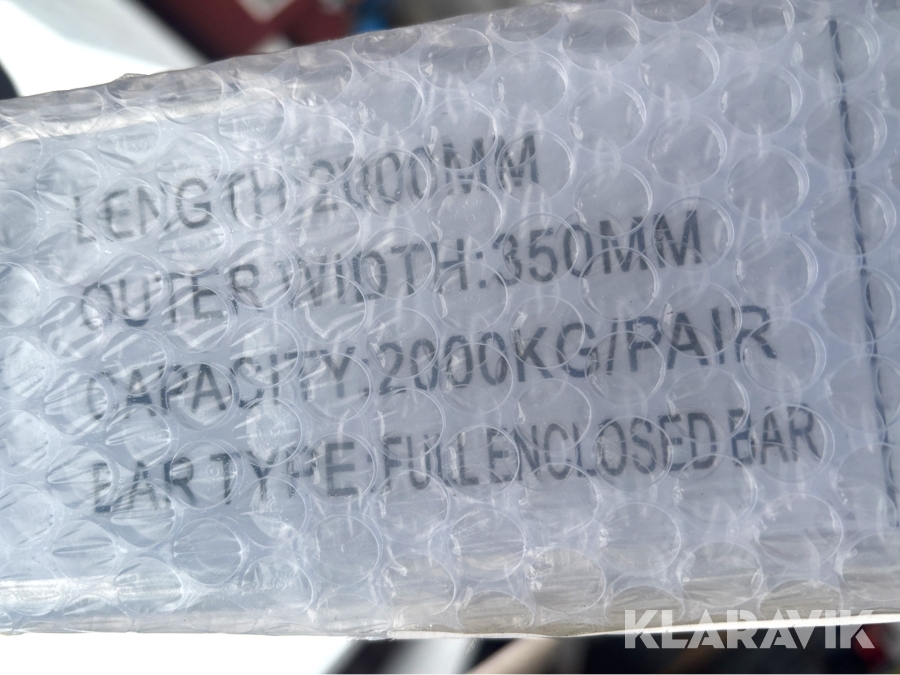 LENGTH:2000MM
OUTER WIDTH:350MM
CAPACITY:2000KG/PAIR
BAR TYPE:FULL ENCLOSED BAR
KLARAVIK